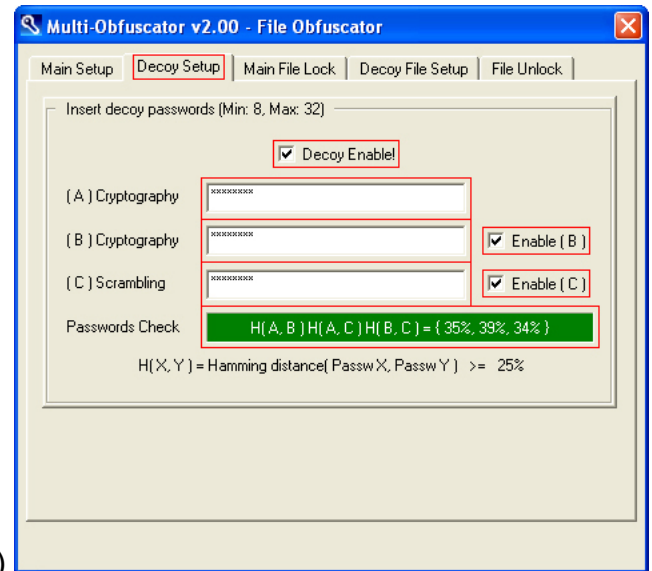 Multi-Obfuscator v2.00 - File Obfuscator
Main Setup Decoy Setup Main File Lock Decoy File Setup File Unlock
Insert decoy passwords (Min: 8, Max: 32)
Decoy Enable!
( A ) Cryptography ********
( B ) Cryptography ******** Enable ( B )
( C ) Scrambling ******** Enable ( C )
Passwords Check H( A, B ) H( A, C ) H( B, C ) = { 35%, 39%, 34% }
H( X, Y ) = Hamming distance( Passw X, Passw Y ) >= 25%
)